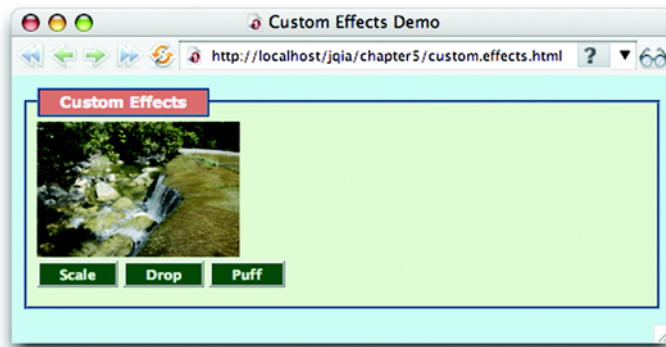 Custom Effects Demo
http://localhost/jqia/chapter5/custom.effects.html ?
Custom Effects
Scale Drop Puff